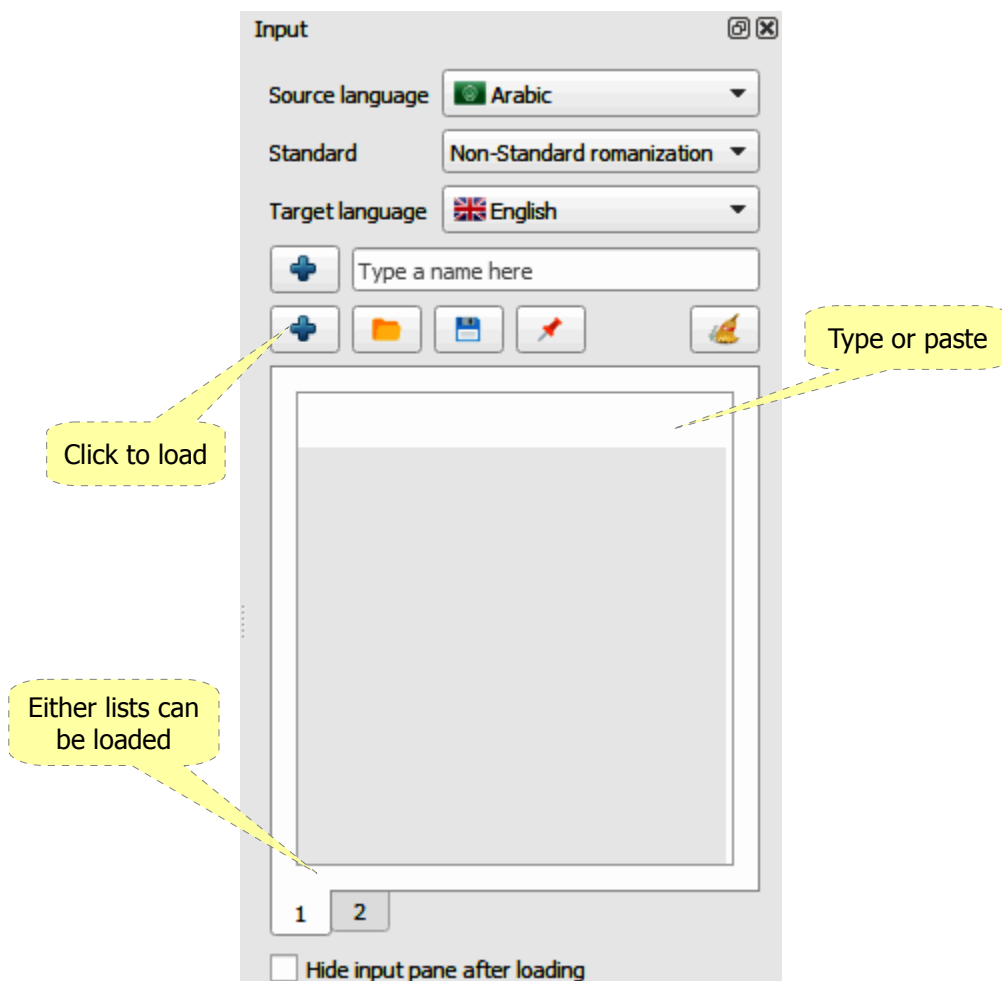 Input
Source language Arabic
Standard Non-Standard romanization
Target language English
Type a name here
Type or paste
Click to load
Either lists can
be loaded
1 2
Hide input pane after loading